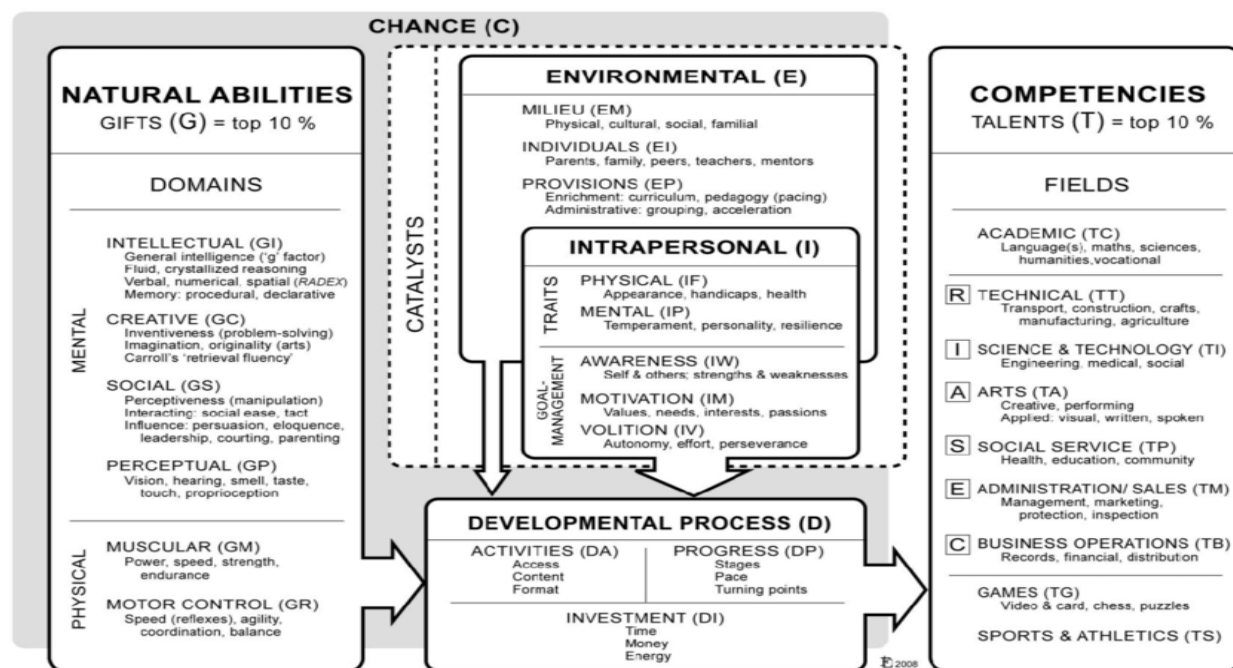 CHANCE (C)
NATURAL ABILITIES
GIFTS (G) = top 10 %
DOMAINS
MENTAL
INTELLECTUAL (GI)
General intelligence ('g' factor)
Fluid, crystallized reasoning
Verbal, numerical, spatial (RADEX)
Memory: procedural, declarative
CREATIVE (GC)
Inventiveness (problem-solving)
Imagination, originality (arts)
Carroll's 'retrieval fluency'
SOCIAL (GS)
Perceptiveness (manipulation)
Interacting: social ease, tact
Influence: persuasion, eloquence,
leadership, courting, parenting
PERCEPTUAL (GP)
Vision, hearing, smell, taste,
touch, proprioception
PHYSICAL
MUSCULAR (GM)
Power, speed, strength,
endurance
MOTOR CONTROL (GR)
Speed (reflexes), agility,
coordination, balance
CATALYSTS
ENVIRONMENTAL (E)
MILIEU (EM)
Physical, cultural, social, familial
INDIVIDUALS (EI)
Parents, family, peers, teachers, mentors
PROVISIONS (EP)
Enrichment: curriculum, pedagogy (pacing)
Administrative: grouping, acceleration
INTRAPERSONAL (I)
TRAITS
PHYSICAL (IF)
Appearance, handicaps, health
MENTAL (IP)
Temperament, personality, resilience
GOAL-
MANAGEMENT
AWARENESS (IW)
Self & others; strengths & weaknesses
MOTIVATION (IM)
Values, needs, interests, passions
VOLITION (IV)
Autonomy, effort, perseverance
DEVELOPMENTAL PROCESS (D)
ACTIVITIES (DA)
Access
Content
Format
PROGRESS (DP)
Stages
Pace
Turning points
INVESTMENT (DI)
Time
Money
Energy
COMPETENCIES
TALENTS (T) = top 10 %
FIELDS
ACADEMIC (TC)
Language(s), maths, sciences,
humanities,vocational
R TECHNICAL (TT)
Transport, construction, crafts,
manufacturing, agriculture
I SCIENCE & TECHNOLOGY (TI)
Engineering, medical, social
A ARTS (TA)
Creative, performing
Applied: visual, written, spoken
S SOCIAL SERVICE (TP)
Health, education, community
E ADMINISTRATION/ SALES (TM)
Management, marketing,
protection, inspection
C BUSINESS OPERATIONS (TB)
Records, financial, distribution
GAMES (TG)
Video & card, chess, puzzles
SPORTS & ATHLETICS (TS)
2008